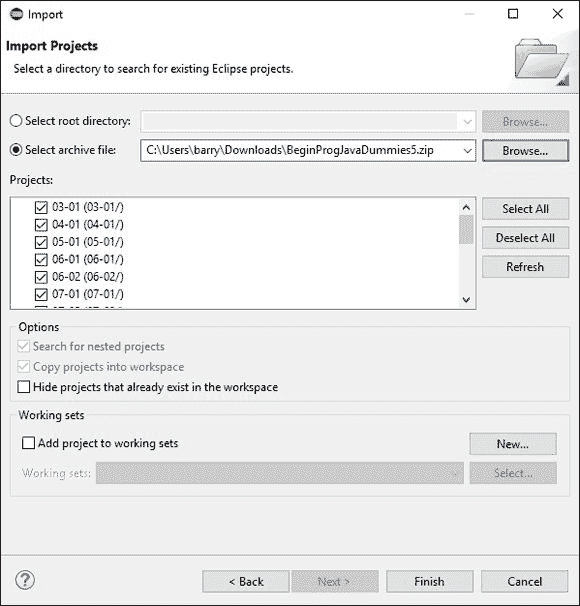 Import
Import Projects
Select a directory to search for existing Eclipse projects.
Select root directory:
Browse...
Select archive file:
C:\Users\barry\Downloads\BeginProgJavaDummies5.zip
Browse...
Projects:
03-01 (03-01/)
04-01 (04-01/)
05-01 (05-01/)
06-01 (06-01/)
06-02 (06-02/)
07-01 (07-01/)
Select All
Deselect All
Refresh
Options
Search for nested projects
Copy projects into workspace
Hide projects that already exist in the workspace
Working sets
Add project to working sets
New...
Working sets:
Select...
?
< Back
Next >
Finish
Cancel